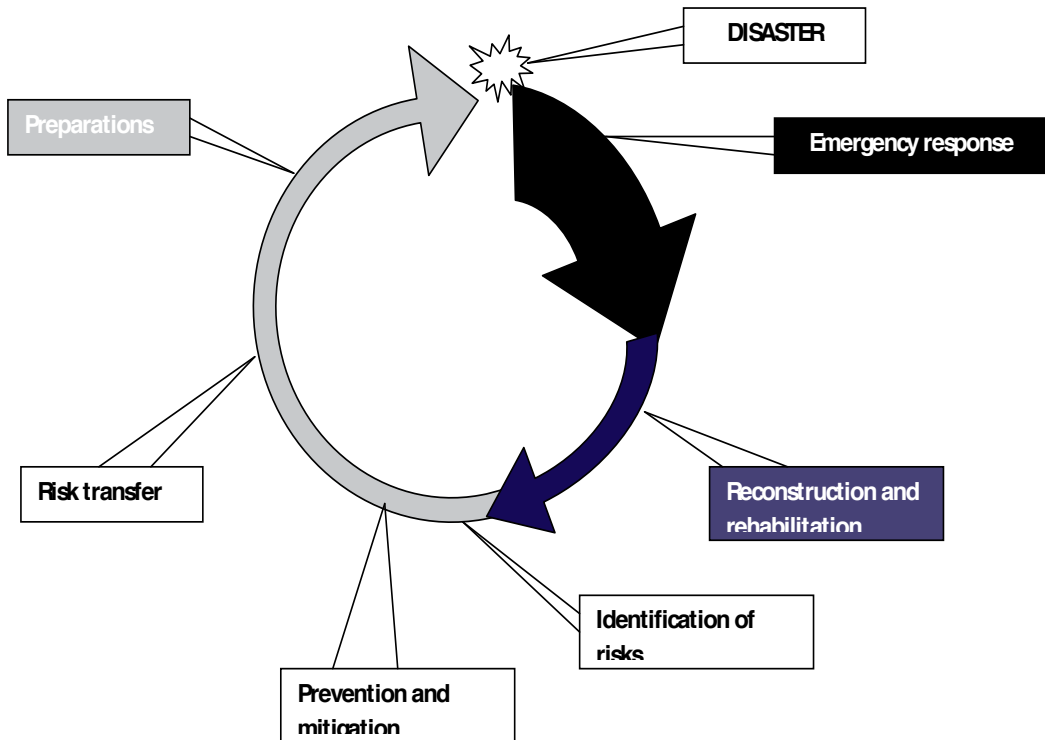 DISASTER
Preparations
Emergency response
Risk transfer
Reconstruction and
rehabilitation
Identification of
risks
Prevention and
mitigation